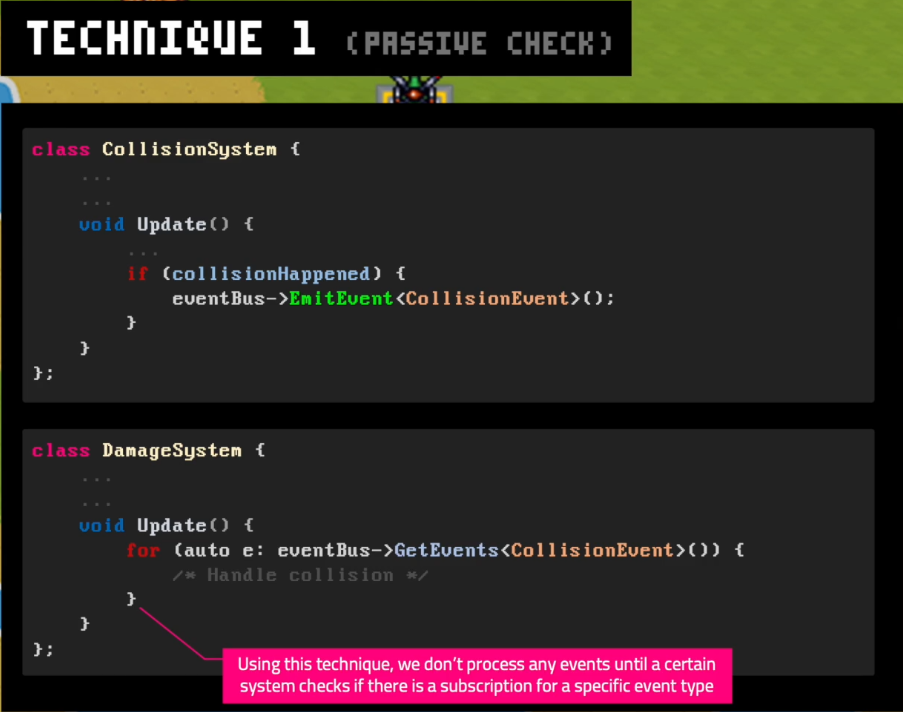 TECHNIQUE 1 (PASSIVE CHECK)
class CollisionSystem {
...
...
void Update() {
...
if (collisionHappened) {
eventBus->EmitEvent<CollisionEvent>();
}
}
};
class DamageSystem {
...
...
void Update() {
for (auto e: eventBus->GetEvents<CollisionEvent>()) {
/* Handle collision */
}
}
};
Using this technique, we don't process any events until a certain
system checks if there is a subscription for a specific event type